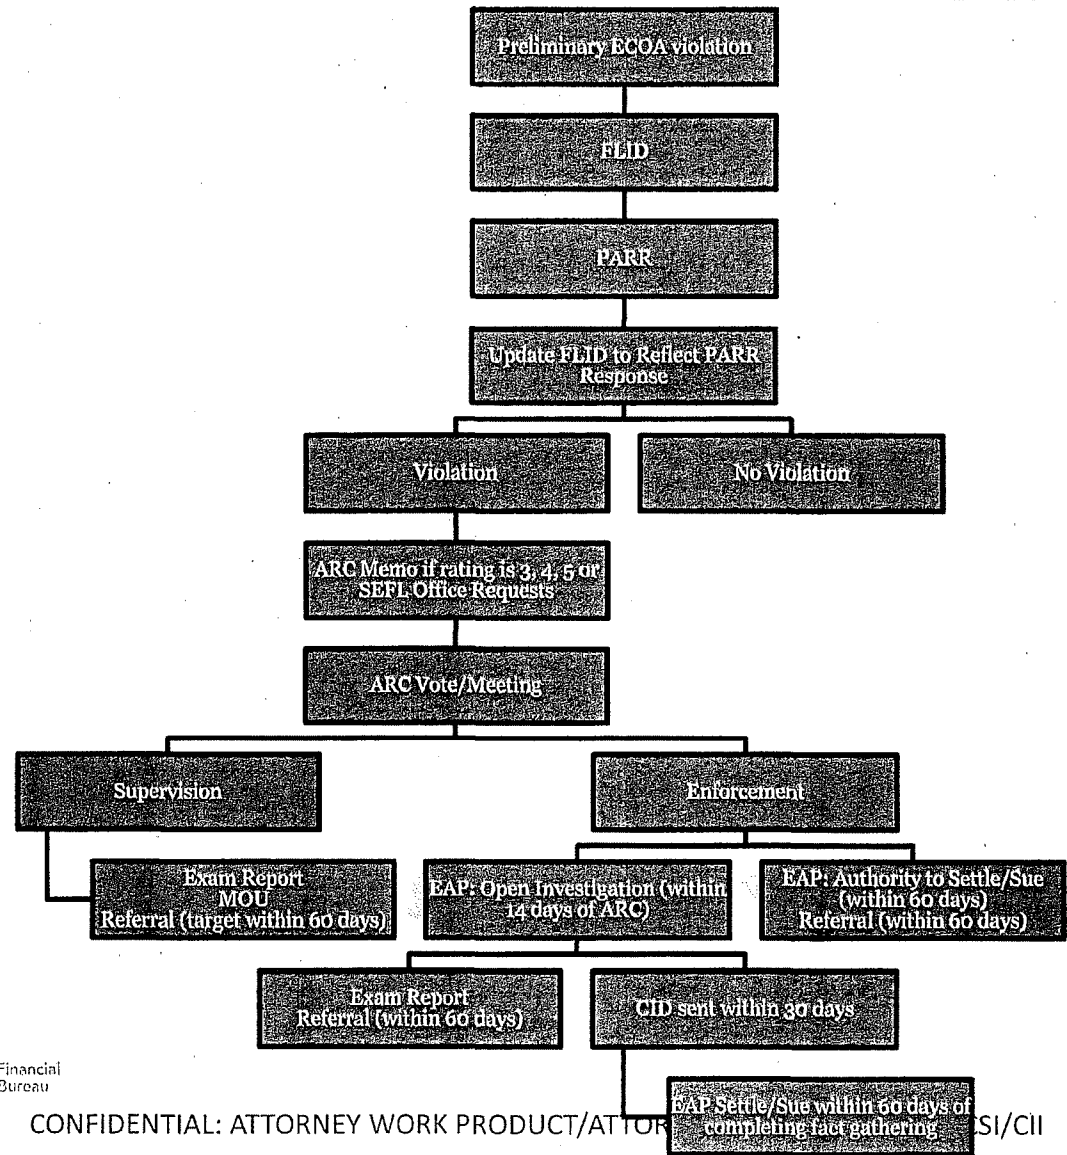 Preliminary ECOA violation
FLID
PARR
Update FLID to Reflect PARR
Response
Violation
No Violation
ARC Memo if rating is 3, 4, 5 or
SEFL Office Requests
ARC Vote/Meeting
Supervision
Enforcement
Exam Report
MOU
Referral (target within 60 days)
EAP: Open Investigation (within
14 days of ARC)
EAP: Authority to Settle/Sue
(within 60 days)
Referral (within 60 days)
Exam Report
Referral (within 60 days)
CID sent within 30 days
EAP Settle/Sue within 60 days of
completing fact gathering
Financial
Bureau
CONFIDENTIAL: ATTORNEY WORK PRODUCT/ATTOR CSI/CII